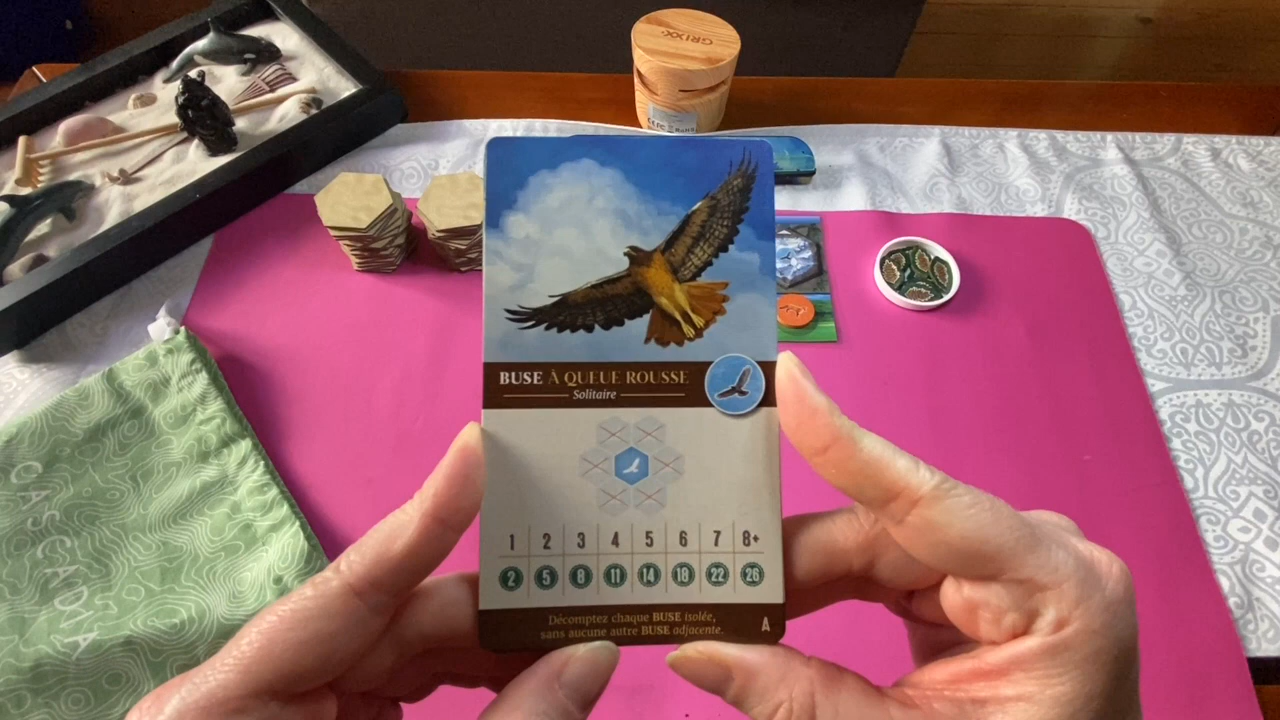 GRIXX
BUSE À QUEUE ROUSSE
Solitaire
1 2 3 4 5 6 7 8+
2 5 8 11 14 18 22 26
Décomptez chaque BUSE isolée,
sans aucune autre BUSE adjacente.
A
CASCADIA